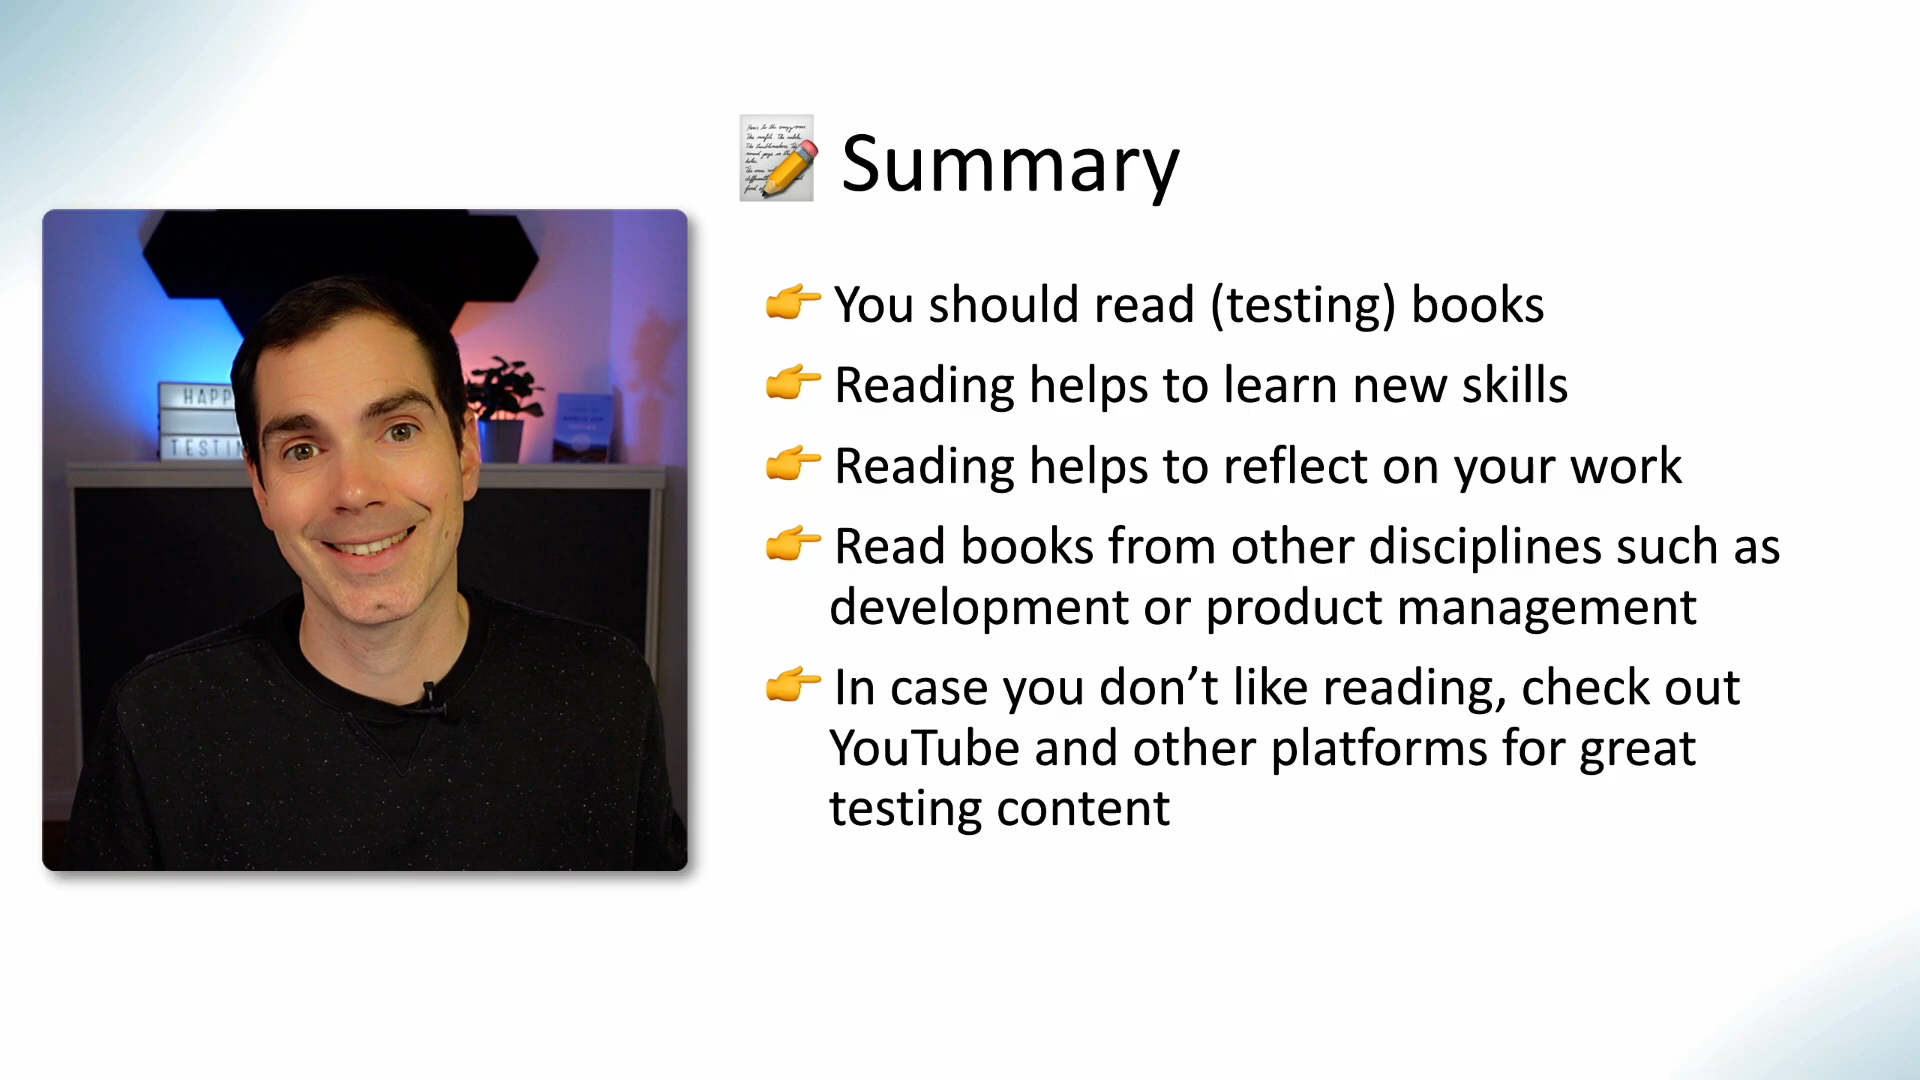 Summary
You should read (testing) books
Reading helps to learn new skills
Reading helps to reflect on your work
Read books from other disciplines such as
development or product management
In case you don’t like reading, check out
YouTube and other platforms for great
testing content
HAPP
TESTIN